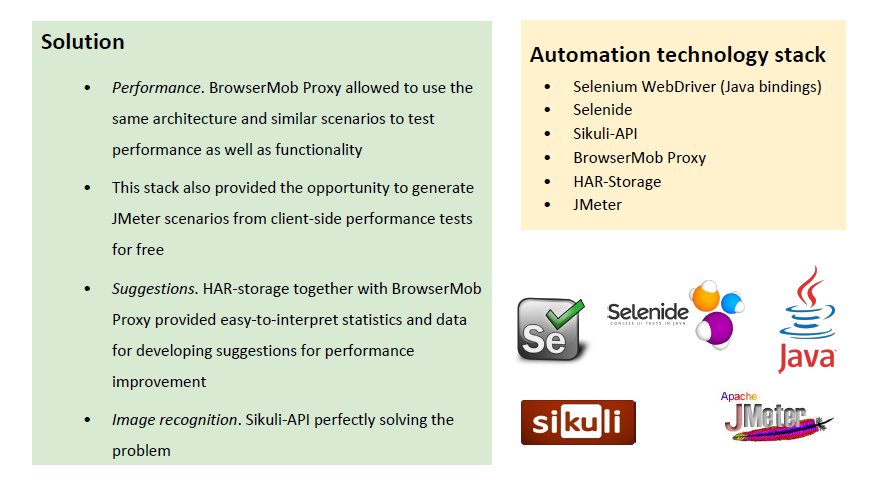 Solution
• Performance. BrowserMob Proxy allowed to use the
same architecture and similar scenarios to test
performance as well as functionality
• This stack also provided the opportunity to generate
JMeter scenarios from client-side performance tests
for free
• Suggestions. HAR-storage together with BrowserMob
Proxy provided easy-to-interpret statistics and data
for developing suggestions for performance
improvement
• Image recognition. Sikuli-API perfectly solving the
problem
Automation technology stack
• Selenium WebDriver (Java bindings)
• Selenide
• Sikuli-API
• BrowserMob Proxy
• HAR-Storage
• JMeter
Se
Selenide
CONCISE UI TESTS IN JAVA
Java
sikuli
Apache
JMeter